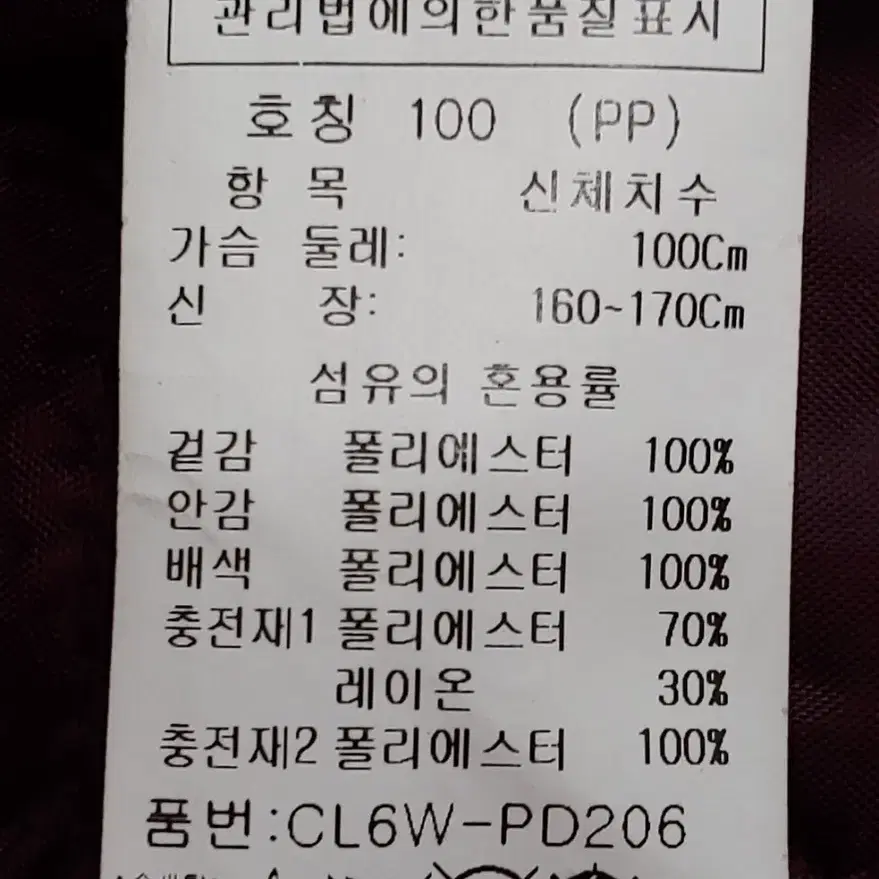 관리법에의한품질표시
호칭 100 (PP)
항 목 신체치수
가슴 둘레: 100Cm
신 장: 160~170Cm
섬유의 혼용률
겉감 폴리에스터 100%
안감 폴리에스터 100%
배색 폴리에스터 100%
충전재1 폴리에스터 70%
레이온 30%
충전재2 폴리에스터 100%
품번:CL6W-PD206